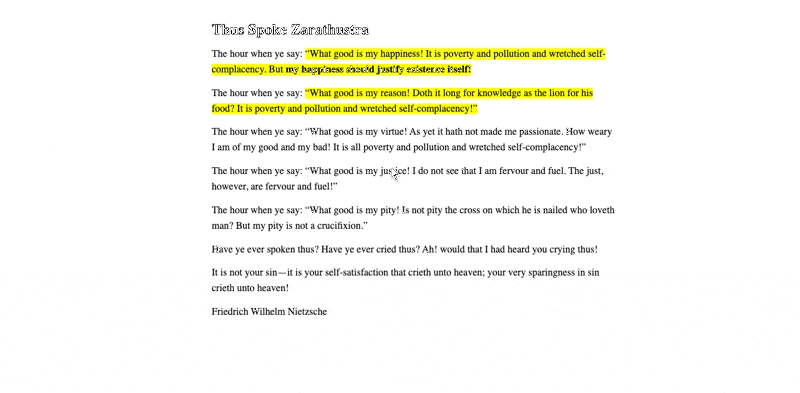 Thus Spoke Zarathustra
The hour when ye say: “What good is my happiness! It is poverty and pollution and wretched self-
complacency. But my happiness should justify existence itself!
The hour when ye say: “What good is my reason! Doth it long for knowledge as the lion for his
food? It is poverty and pollution and wretched self-complacency!”
The hour when ye say: “What good is my virtue! As yet it hath not made me passionate. How weary
I am of my good and my bad! It is all poverty and pollution and wretched self-complacency!”
The hour when ye say: “What good is my justice! I do not see that I am fervour and fuel. The just,
however, are fervour and fuel!”
The hour when ye say: “What good is my pity! Is not pity the cross on which he is nailed who loveth
man? But my pity is not a crucifixion.”
Have ye ever spoken thus? Have ye ever cried thus? Ah! would that I had heard you crying thus!
It is not your sin—it is your self-satisfaction that crieth unto heaven; your very sparingness in sin
crieth unto heaven!
Friedrich Wilhelm Nietzsche